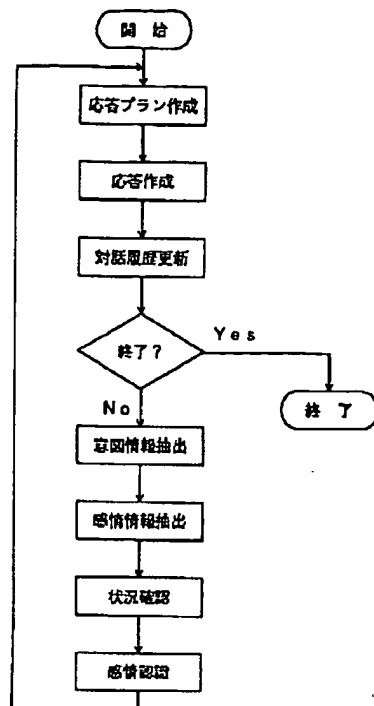 開 始
応答プラン作成
応答作成
対話履歴更新
終了?
Yes
終 了
No
意図情報抽出
感情情報抽出
状況確認
感情認識